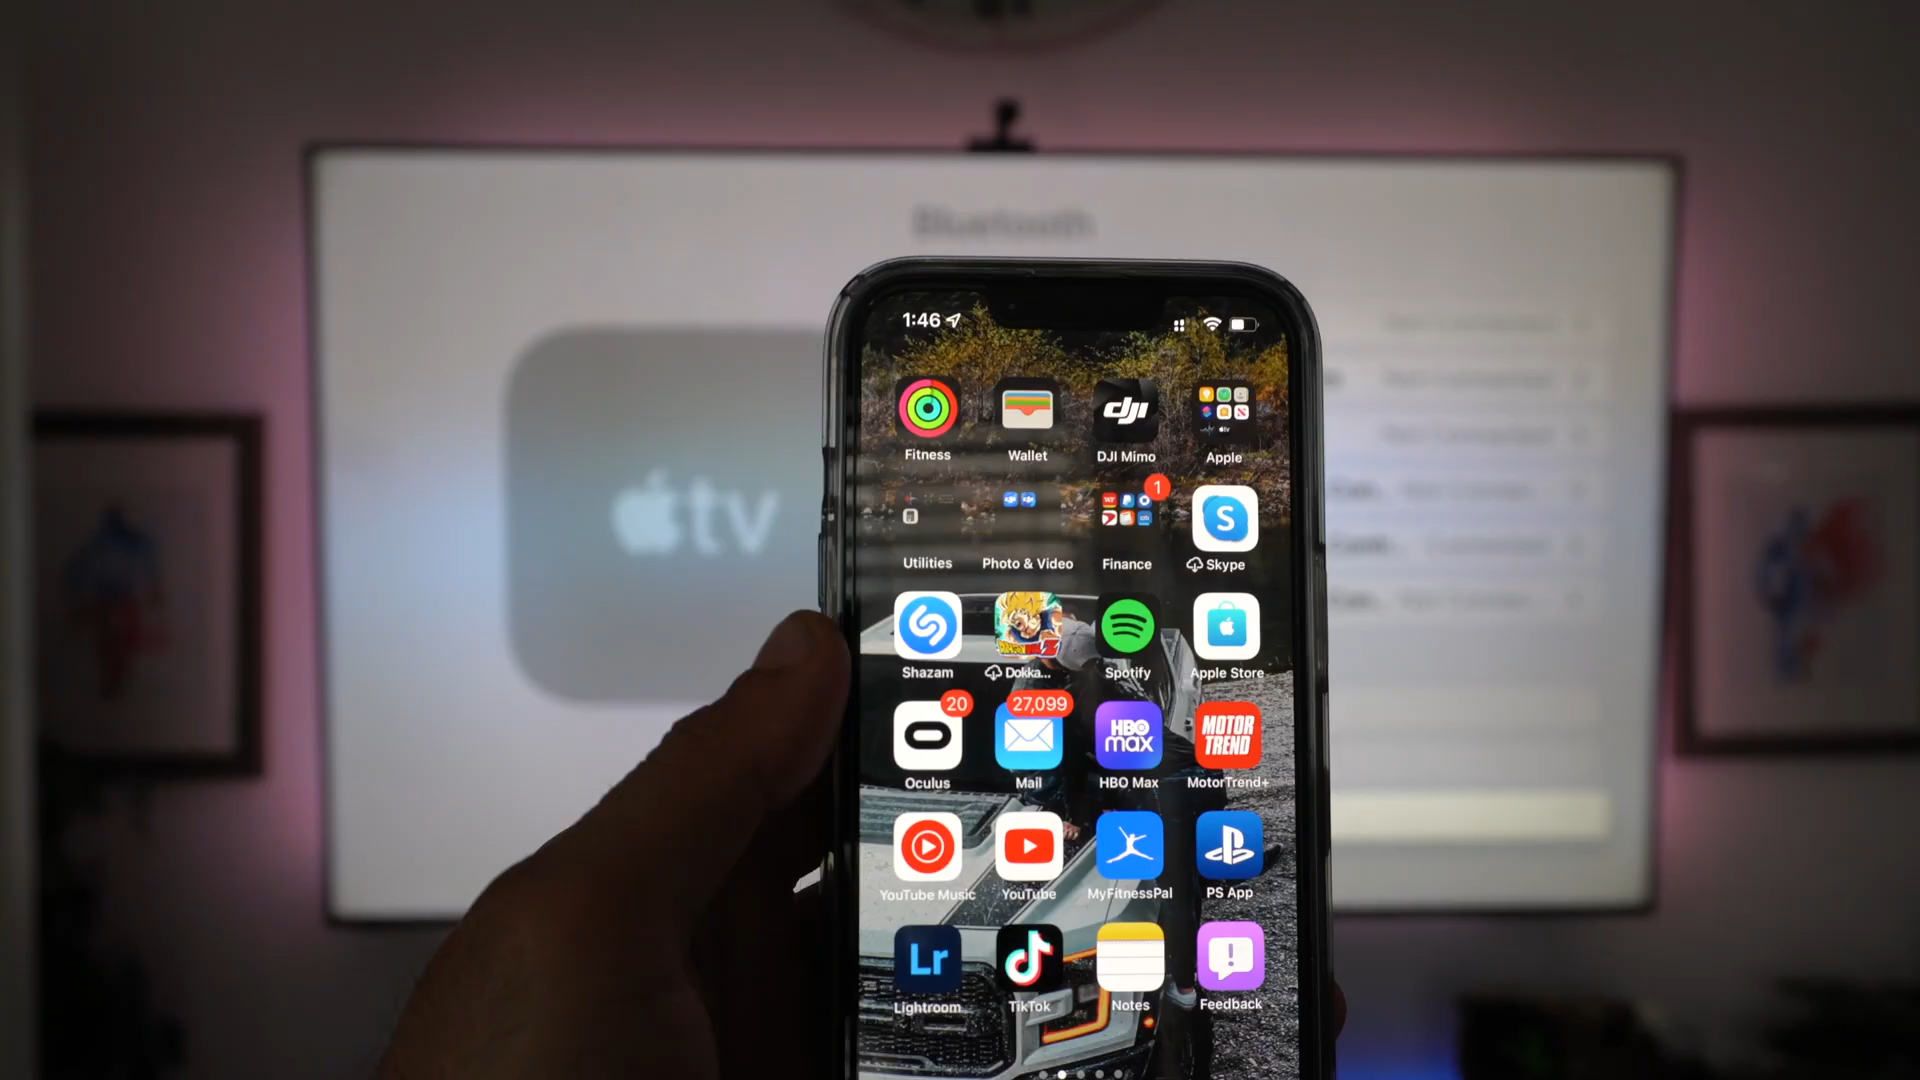 Bluetooth
tv
1:46
dji
Fitness
Wallet
DJI Mimo
Apple
1
S
Utilities
Photo & Video
Finance
Skype
Shazam
Dokka...
Spotify
Apple Store
20
27,099
HBO
max
MOTOR
TREND
Oculus
Mail
HBO Max
MotorTrend+
YouTube Music
YouTube
MyFitnessPal
PS App
Lr
!
Lightroom
TikTok
Notes
Feedback